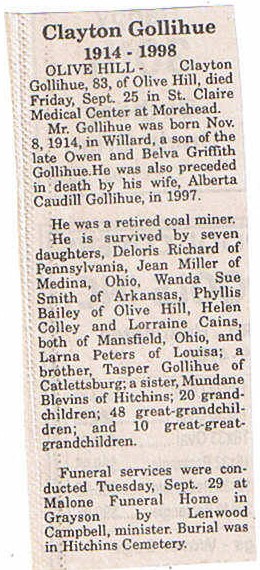 Clayton Gollihue
1914 - 1998
OLIVE HILL - Clayton
Gollihue, 83, of Olive Hill, died
Friday, Sept. 25 in St. Claire
Medical Center at Morehead.
Mr. Gollihue was born Nov.
8, 1914, in Willard, a son of the
late Owen and Belva Griffith
Gollihue.He was also preceded
in death by his wife, Alberta
Caudill Gollihue, in 1997.
He was a retired coal miner.
He is survived by seven
daughters, Deloris Richard of
Pennsylvania, Jean Miller of
Medina, Ohio, Wanda Sue
Smith of Arkansas, Phyllis
Bailey of Olive Hill, Helen
Colley and Lorraine Cains,
both of Mansfield, Ohio, and
Larna Peters of Louisa; a
brother, Tasper Gollihue of
Catlettsburg; a sister, Mundane
Blevins of Hitchins; 20 grand-
children; 48 great-grandchil-
dren; and 10 great-great-
grandchildren.
Funeral services were con-
ducted Tuesday, Sept. 29 at
Malone Funeral Home in
Grayson by Lenwood
Campbell, minister. Burial was
in Hitchins Cemetery.